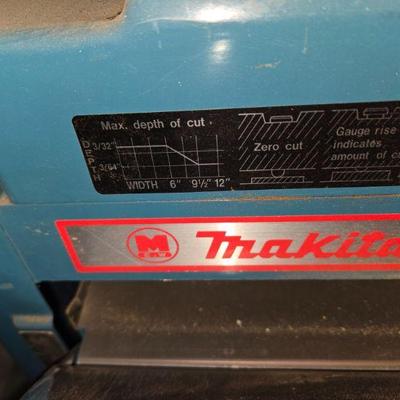 Max. depth of cut
DEPTH
3/32"
3/64"
WIDTH 6" 9½" 12"
Zero cut
Gauge rise
indicates
amount of
M
Makita